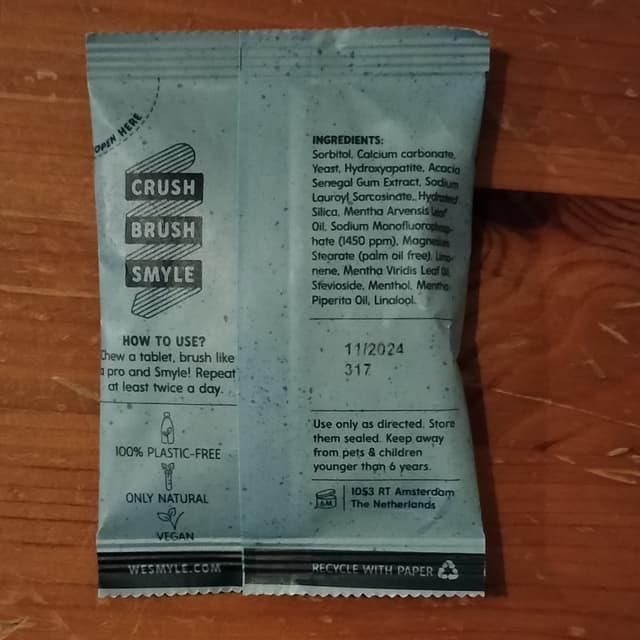 OPEN HERE
CRUSH
BRUSH
SMYLE
HOW TO USE?
Chew a tablet, brush like
a pro and Smyle! Repeat
at least twice a day.
100% PLASTIC-FREE
ONLY NATURAL
VEGAN
WESMYLE.COM
INGREDIENTS:
Sorbitol, Calcium carbonate,
Yeast, Hydroxyapatite, Acacia
Senegal Gum Extract, Sodium
Lauroyl Sarcosinate, Hydrated
Silica, Mentha Arvensis Leaf
Oil, Sodium Monofluorophosp-
hate (1450 ppm), Magnesium
Stearate (palm oil free), Limo-
nene, Mentha Viridis Leaf Oil,
Stevioside, Menthol, Mentha
Piperita Oil, Linalool.
11/2024
317
Use only as directed. Store
them sealed. Keep away
from pets & children
younger than 6 years.
1053 RT Amsterdam
The Netherlands
RECYCLE WITH PAPER